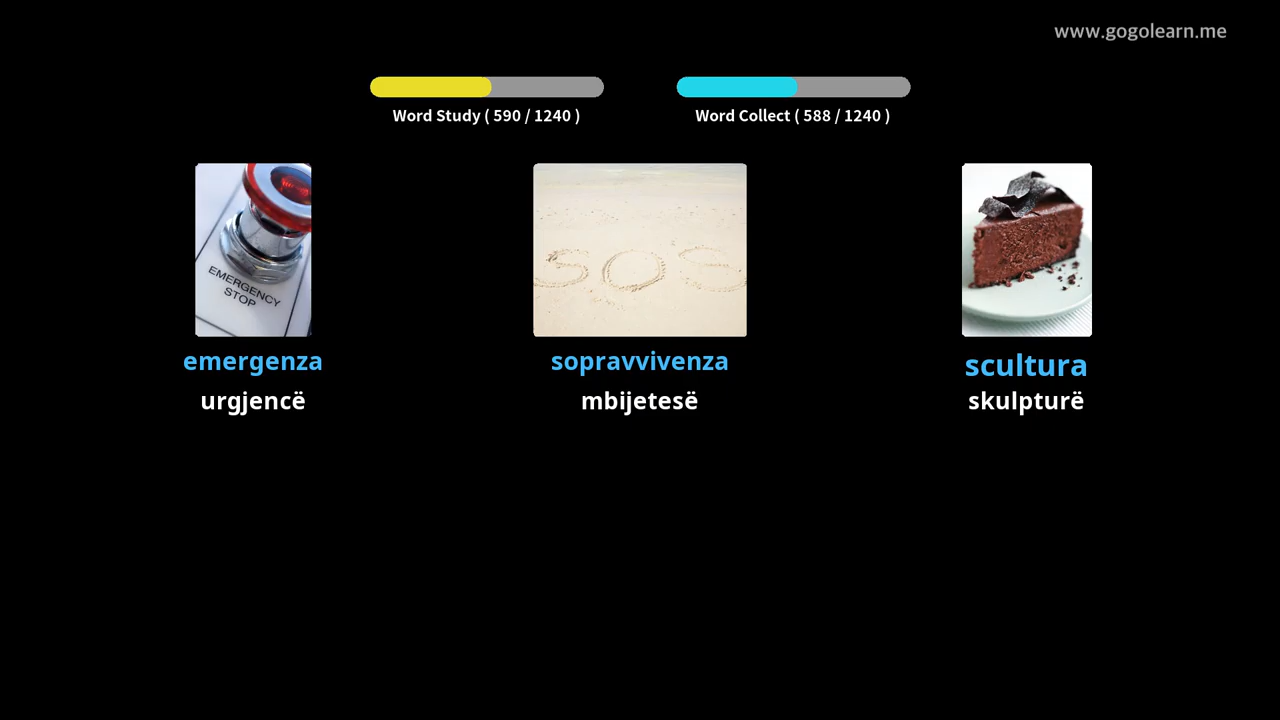 www.gogolearn.me
Word Study ( 590 / 1240 )
Word Collect ( 588 / 1240 )
EMERGENCY
STOP
SOS
emergenza
sopravvivenza
scultura
urgjencë
mbijetesë
skulpturë